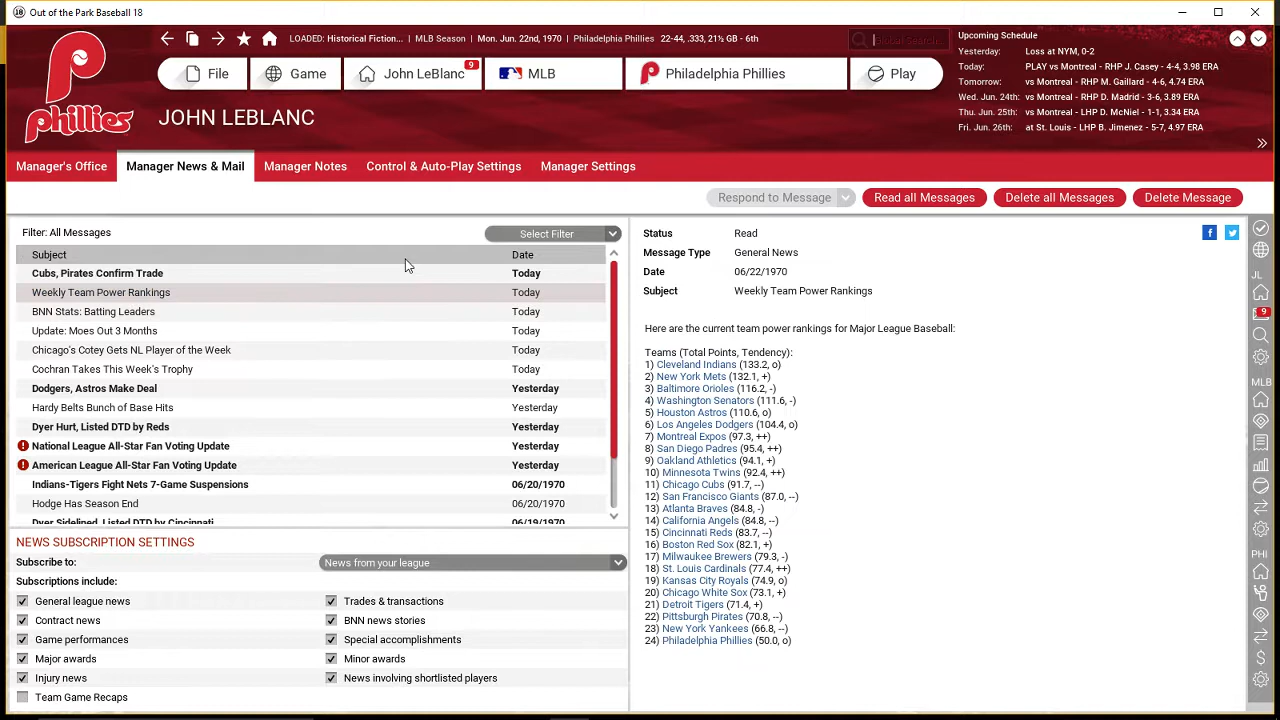 Out of the Park Baseball 18
LOADED: Historical Fiction... | MLB Season | Mon. Jun. 22nd, 1970 | Philadelphia Phillies 22-44, .333, 21½ GB - 6th
Global Search...
Upcoming Schedule
Yesterday: Loss at NYM, 0-2
Today: PLAY vs Montreal - RHP J. Casey - 4-4, 3.98 ERA
Tomorrow: vs Montreal - RHP M. Gaillard - 4-6, 4.74 ERA
Wed. Jun. 24th: vs Montreal - RHP D. Madrid - 3-6, 3.89 ERA
Thu. Jun. 25th: vs Montreal - LHP D. McNiel - 1-1, 3.34 ERA
Fri. Jun. 26th: at St. Louis - LHP B. Jimenez - 5-7, 4.97 ERA
Phillies
File Game John LeBlanc 9 MLB Philadelphia Phillies Play
JOHN LEBLANC
Manager's Office Manager News & Mail Manager Notes Control & Auto-Play Settings Manager Settings
Respond to Message Read all Messages Delete all Messages Delete Message
Filter: All Messages Select Filter
Subject Date
Cubs, Pirates Confirm Trade Today
Weekly Team Power Rankings Today
BNN Stats: Batting Leaders Today
Update: Moes Out 3 Months Today
Chicago's Cotey Gets NL Player of the Week Today
Cochran Takes This Week's Trophy Today
Dodgers, Astros Make Deal Yesterday
Hardy Belts Bunch of Base Hits Yesterday
Dyer Hurt, Listed DTD by Reds Yesterday
National League All-Star Fan Voting Update Yesterday
American League All-Star Fan Voting Update Yesterday
Indians-Tigers Fight Nets 7-Game Suspensions 06/20/1970
Hodge Has Season End 06/20/1970
Dyer Sidelined, Listed DTD by Cincinnati 06/19/1970
NEWS SUBSCRIPTION SETTINGS
Subscribe to: News from your league
Subscriptions include:
General league news Trades & transactions
Contract news BNN news stories
Game performances Special accomplishments
Major awards Minor awards
Injury news News involving shortlisted players
Team Game Recaps
Status Read
Message Type General News
Date 06/22/1970
Subject Weekly Team Power Rankings
Here are the current team power rankings for Major League Baseball:
Teams (Total Points, Tendency):
1) Cleveland Indians (133.2, o)
2) New York Mets (132.1, +)
3) Baltimore Orioles (116.2, -)
4) Washington Senators (111.6, -)
5) Houston Astros (110.6, o)
6) Los Angeles Dodgers (104.4, o)
7) Montreal Expos (97.3, ++)
8) San Diego Padres (95.4, ++)
9) Oakland Athletics (94.1, +)
10) Minnesota Twins (92.4, ++)
11) Chicago Cubs (91.7, --)
12) San Francisco Giants (87.0, --)
13) Atlanta Braves (84.8, -)
14) California Angels (84.8, --)
15) Cincinnati Reds (83.7, --)
16) Boston Red Sox (82.1, +)
17) Milwaukee Brewers (79.3, -)
18) St. Louis Cardinals (77.4, ++)
19) Kansas City Royals (74.9, o)
20) Chicago White Sox (73.1, +)
21) Detroit Tigers (71.4, +)
22) Pittsburgh Pirates (70.8, --)
23) New York Yankees (66.8, --)
24) Philadelphia Phillies (50.0, o)
JL
9
MLB
PHI